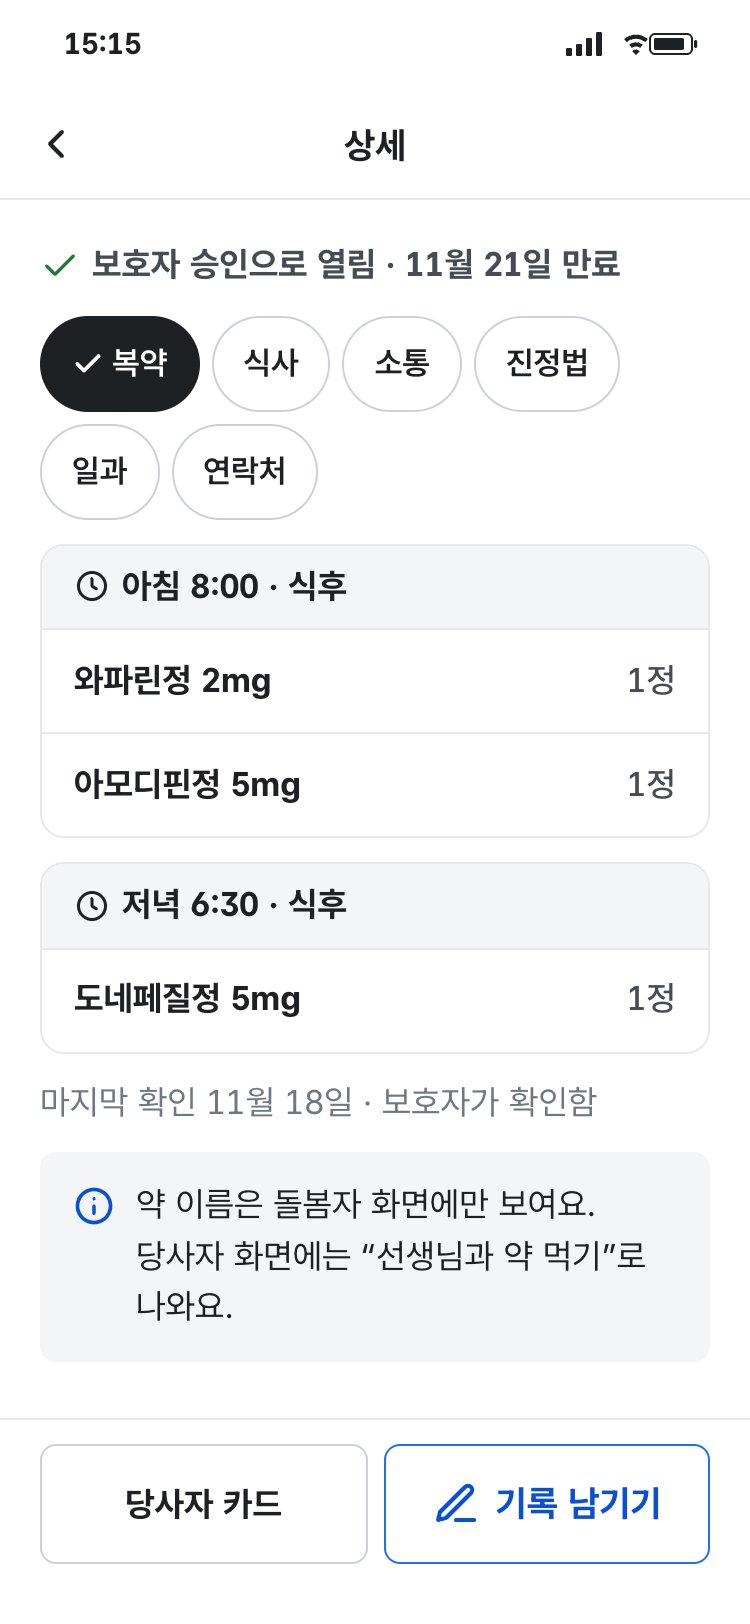 15:15
상세
보호자 승인으로 열림 · 11월 21일 만료
복약 식사 소통 진정법
일과 연락처
아침 8:00 · 식후
와파린정 2mg 1정
아모디핀정 5mg 1정
저녁 6:30 · 식후
도네페질정 5mg 1정
마지막 확인 11월 18일 · 보호자가 확인함
약 이름은 돌봄자 화면에만 보여요.
당사자 화면에는 “선생님과 약 먹기”로
나와요.
당사자 카드 기록 남기기